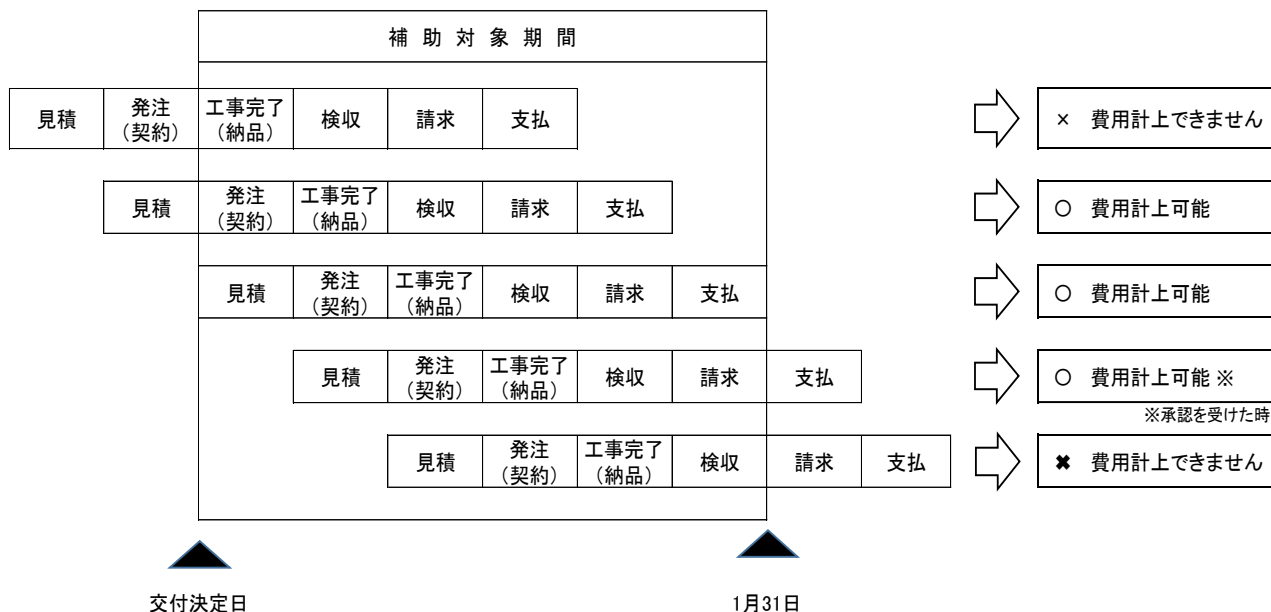 補助対象期間
見積 発注（契約） 工事完了（納品） 検収 請求 支払 × 費用計上できません
見積 発注（契約） 工事完了（納品） 検収 請求 支払 ○ 費用計上可能
見積 発注（契約） 工事完了（納品） 検収 請求 支払 ○ 費用計上可能
見積 発注（契約） 工事完了（納品） 検収 請求 支払 ○ 費用計上可能 ※
※承認を受けた時
見積 発注（契約） 工事完了（納品） 検収 請求 支払 ✖ 費用計上できません
交付決定日 1月31日